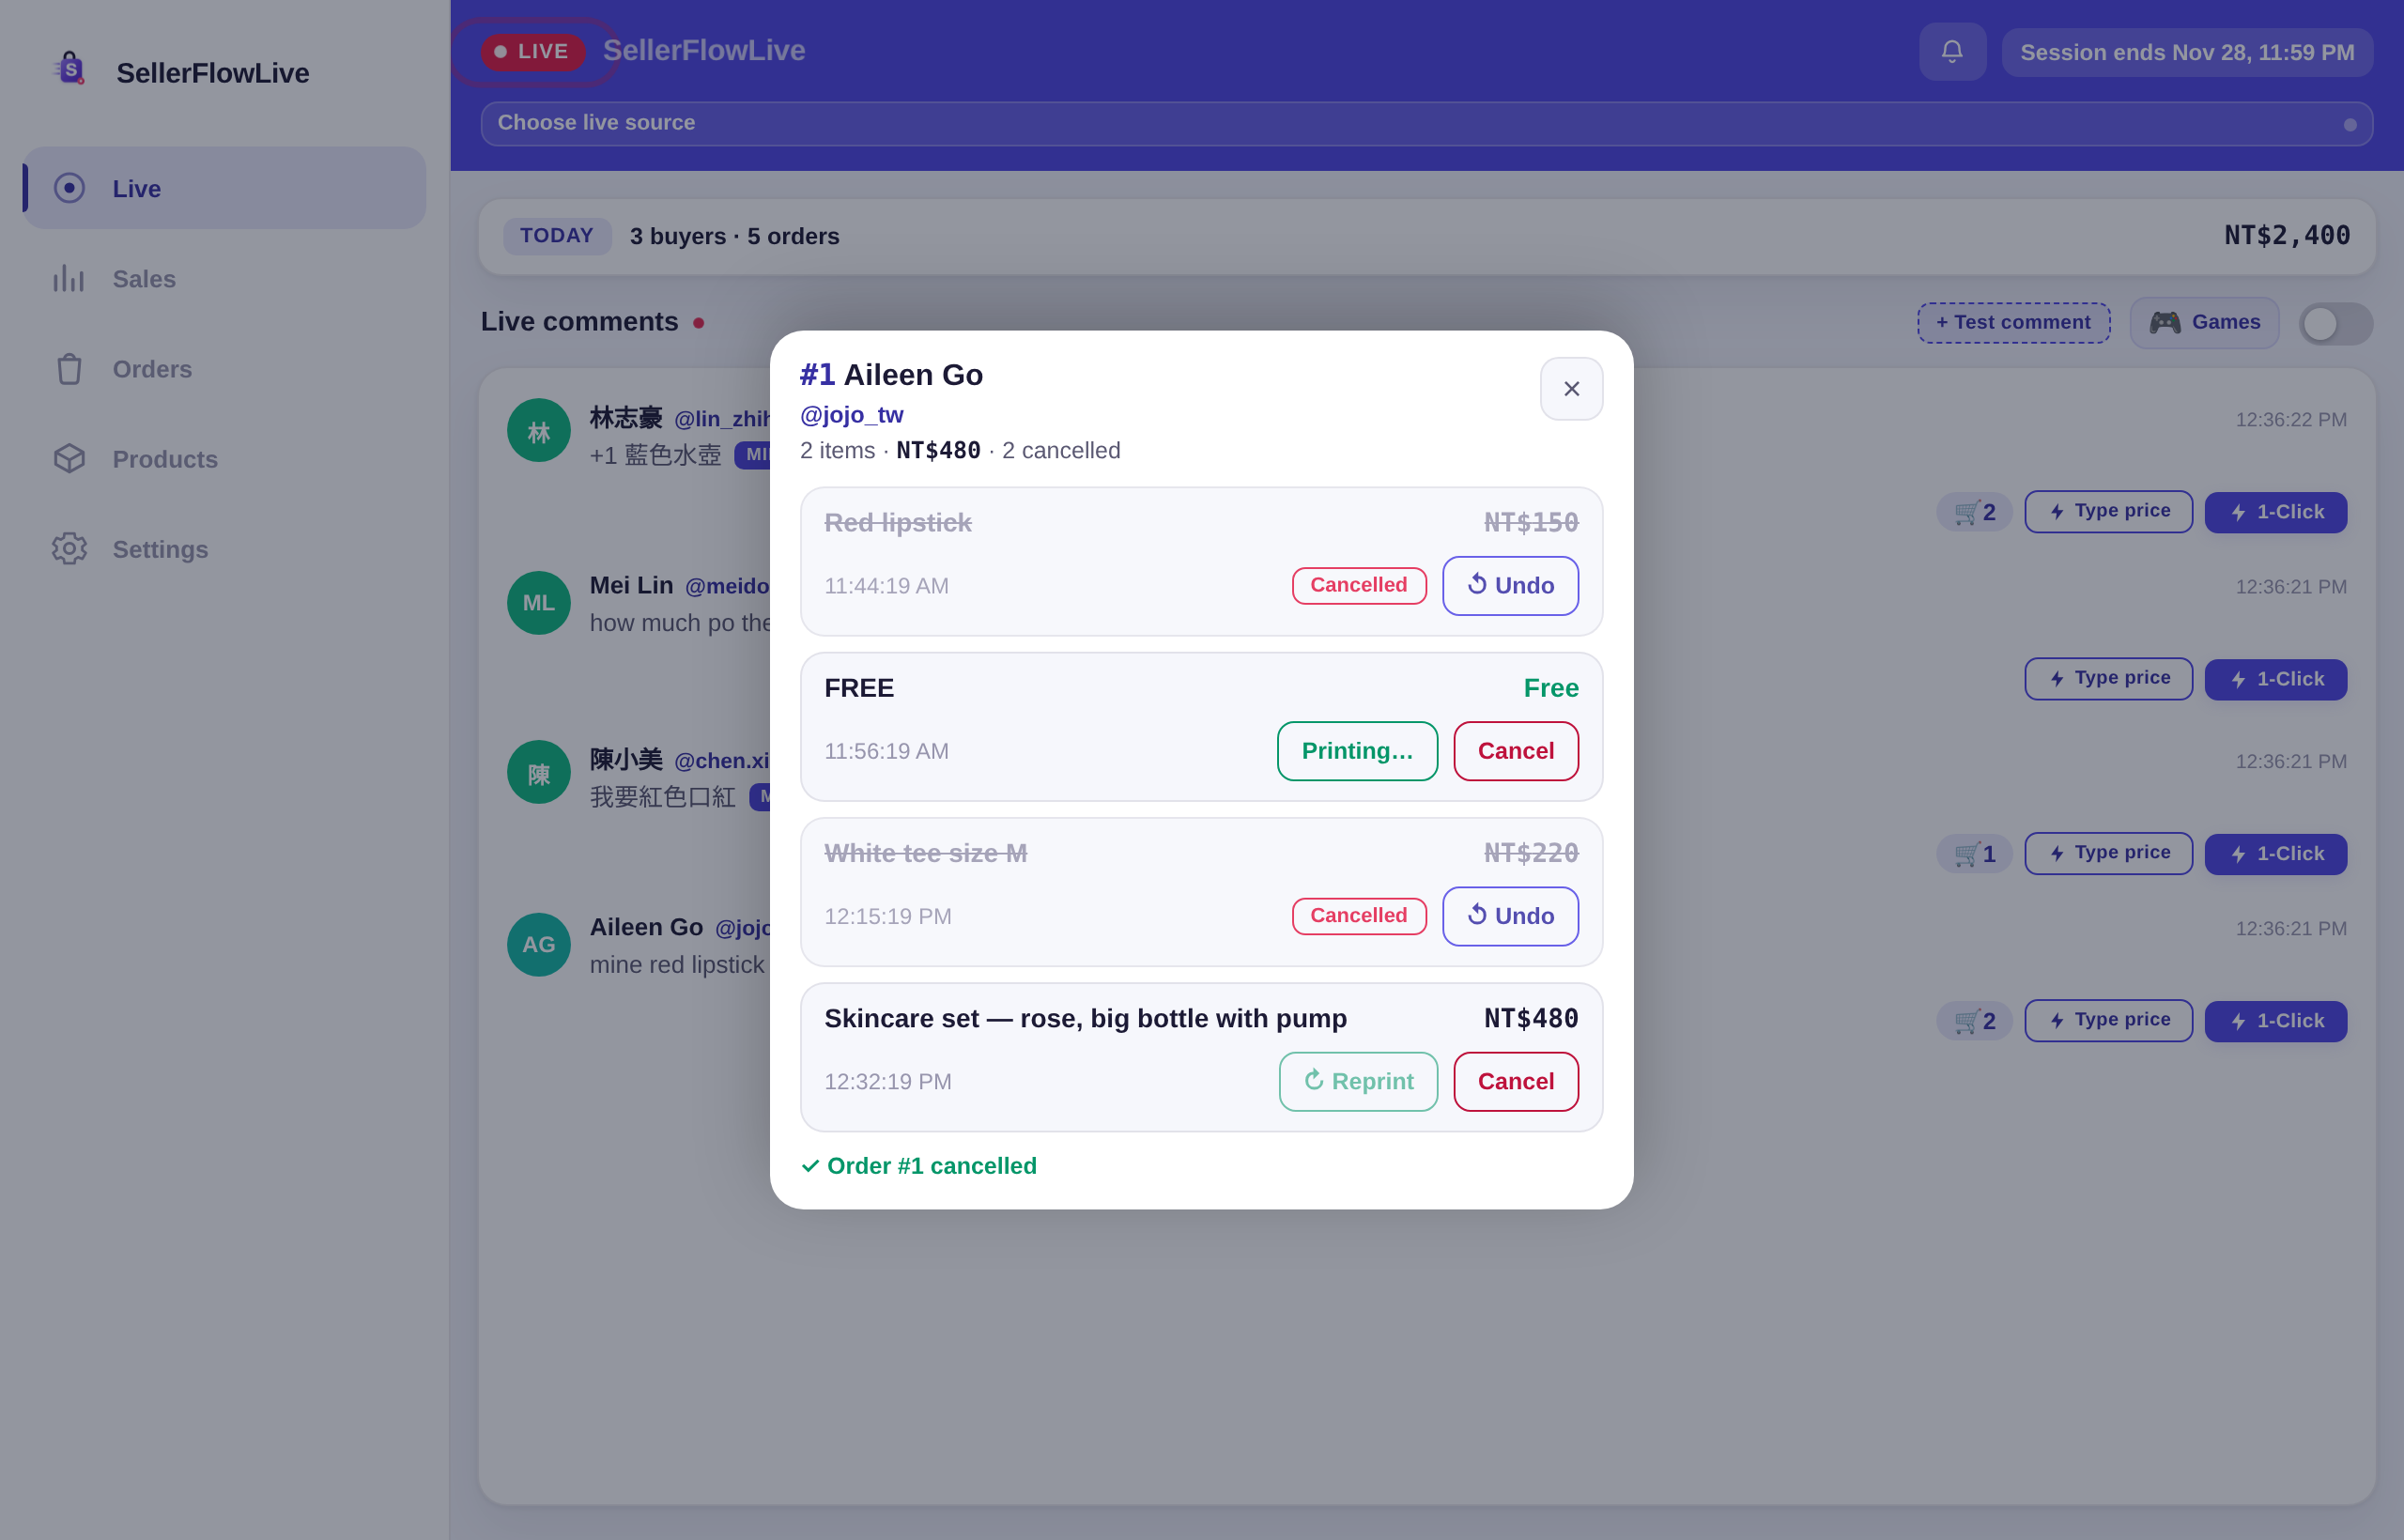 SellerFlowLive
Live
Sales
Orders
Products
Settings
LIVE SellerFlowLive
Session ends Nov 28, 11:59 PM
Choose live source
TODAY 3 buyers · 5 orders NT$2,400
Live comments
+ Test comment 🎮 Games
林 林志豪 12:36:22 PM
+1 藍色水壺
🛒2 Type price 1-Click
ML Mei Lin 12:36:21 PM
how much po
Type price 1-Click
陳 陳小美 12:36:21 PM
我要紅色口紅
🛒1 Type price 1-Click
AG Aileen Go 12:36:21 PM
mine red lipstick
🛒2 Type price 1-Click
#1 Aileen Go
@jojo_tw
2 items · NT$480 · 2 cancelled
Red lipstick NT$150
11:44:19 AM Cancelled Undo
FREE Free
11:56:19 AM Printing… Cancel
White tee size M NT$220
12:15:19 PM Cancelled Undo
Skincare set — rose, big bottle with pump NT$480
12:32:19 PM Reprint Cancel
✓ Order #1 cancelled